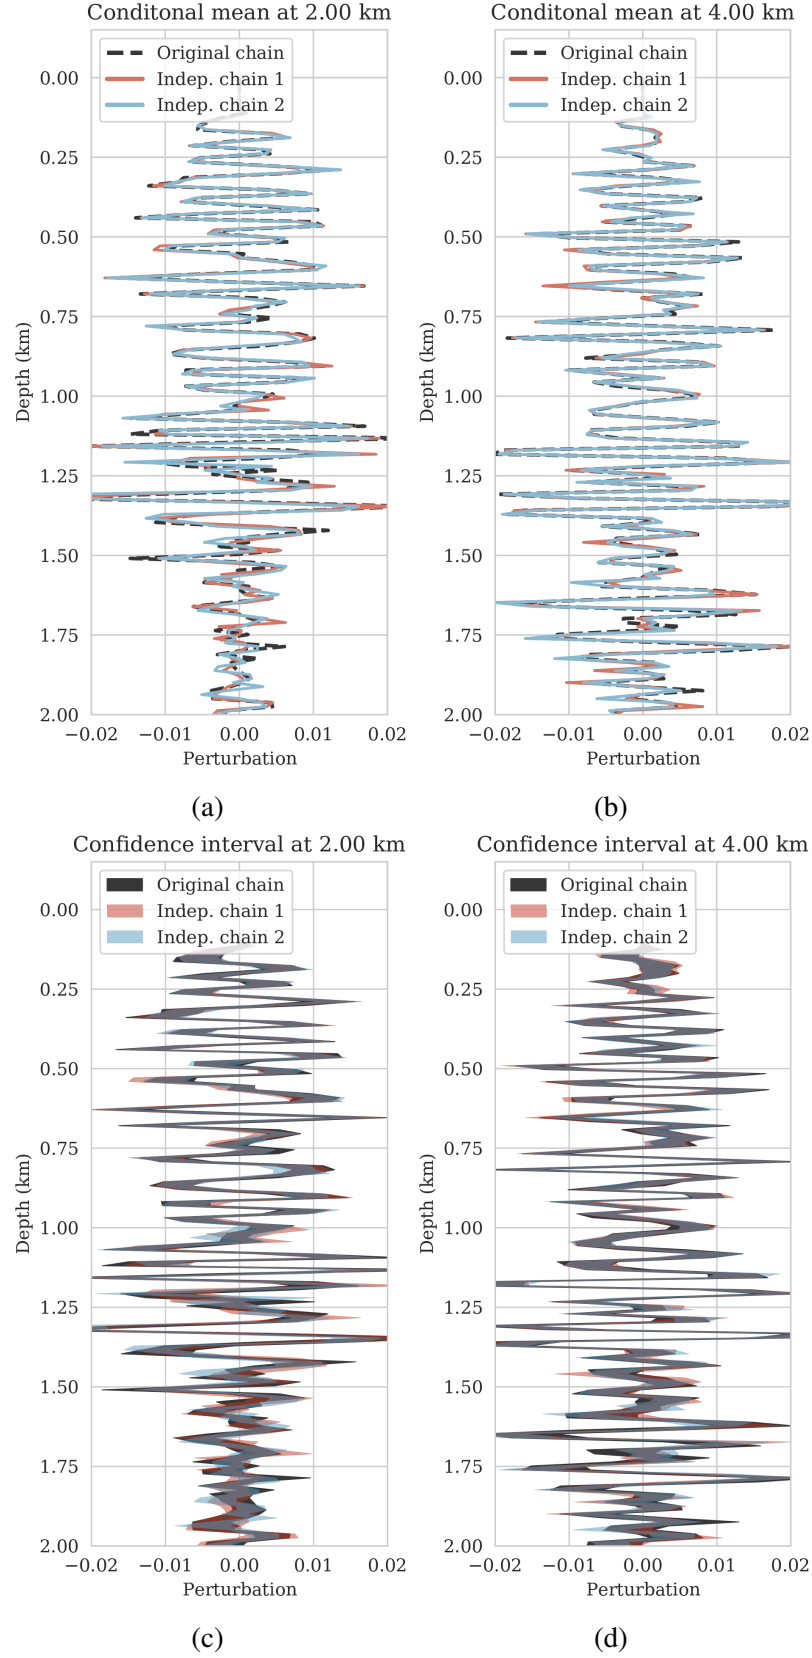 Conditonal mean at 2.00 km
Original chain
Indep. chain 1
Indep. chain 2
0.00
0.25
0.50
0.75
1.00
1.25
1.50
1.75
2.00
Depth (km)
−0.02 −0.01 0.00 0.01 0.02
Perturbation
(a)
Conditonal mean at 4.00 km
Original chain
Indep. chain 1
Indep. chain 2
0.00
0.25
0.50
0.75
1.00
1.25
1.50
1.75
2.00
Depth (km)
−0.02 −0.01 0.00 0.01 0.02
Perturbation
(b)
Confidence interval at 2.00 km
Original chain
Indep. chain 1
Indep. chain 2
0.00
0.25
0.50
0.75
1.00
1.25
1.50
1.75
2.00
Depth (km)
−0.02 −0.01 0.00 0.01 0.02
Perturbation
(c)
Confidence interval at 4.00 km
Original chain
Indep. chain 1
Indep. chain 2
0.00
0.25
0.50
0.75
1.00
1.25
1.50
1.75
2.00
Depth (km)
−0.02 −0.01 0.00 0.01 0.02
Perturbation
(d)